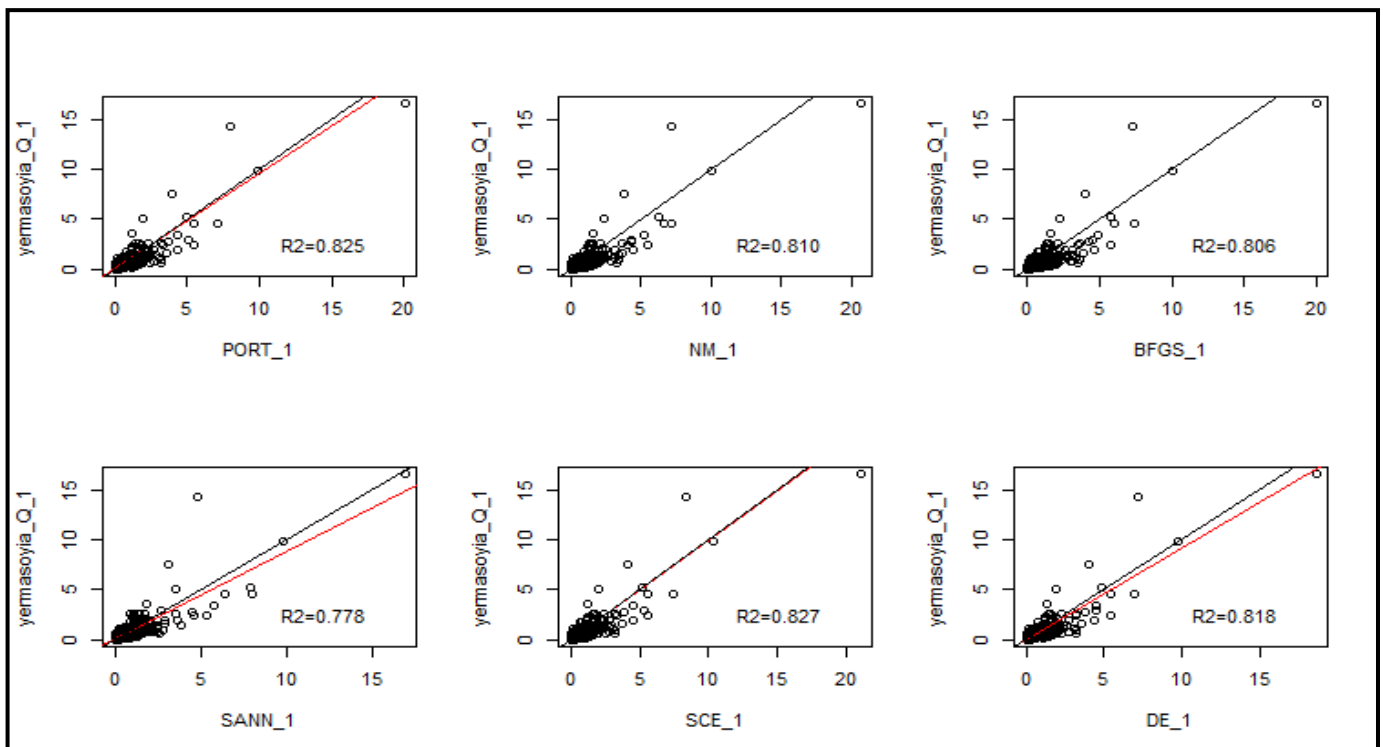 yermasoyia_Q_1
15
10
5
0
R2=0.825
0 5 10 15 20
PORT_1
yermasoyia_Q_1
15
10
5
0
R2=0.810
0 5 10 15 20
NM_1
yermasoyia_Q_1
15
10
5
0
R2=0.806
0 5 10 15 20
BFGS_1
yermasoyia_Q_1
15
10
5
0
R2=0.778
0 5 10 15
SANN_1
yermasoyia_Q_1
15
10
5
0
R2=0.827
0 5 10 15 20
SCE_1
yermasoyia_Q_1
15
10
5
0
R2=0.818
0 5 10 15
DE_1